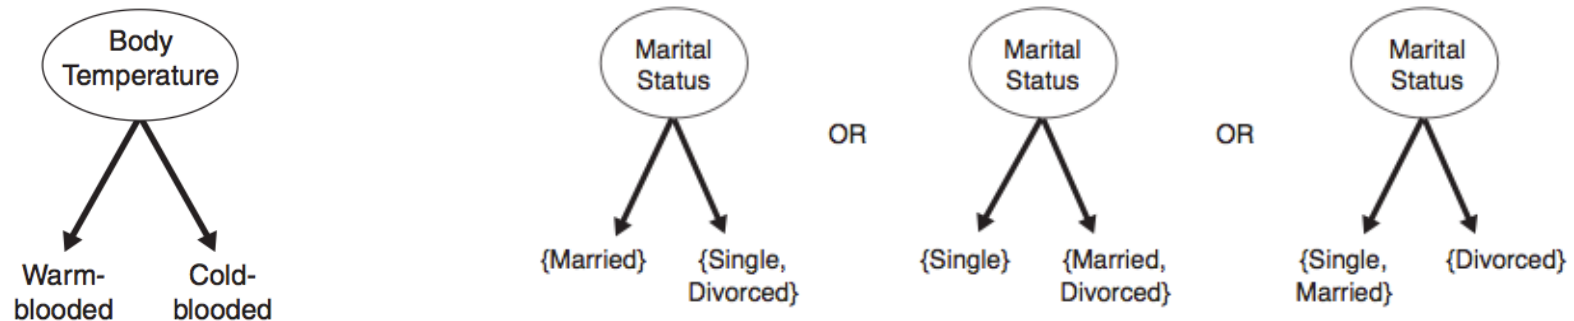 Body
Temperature
Warm-
blooded
Cold-
blooded
Marital
Status
{Married}
{Single,
Divorced}
OR
Marital
Status
{Single}
{Married,
Divorced}
OR
Marital
Status
{Single,
Married}
{Divorced}